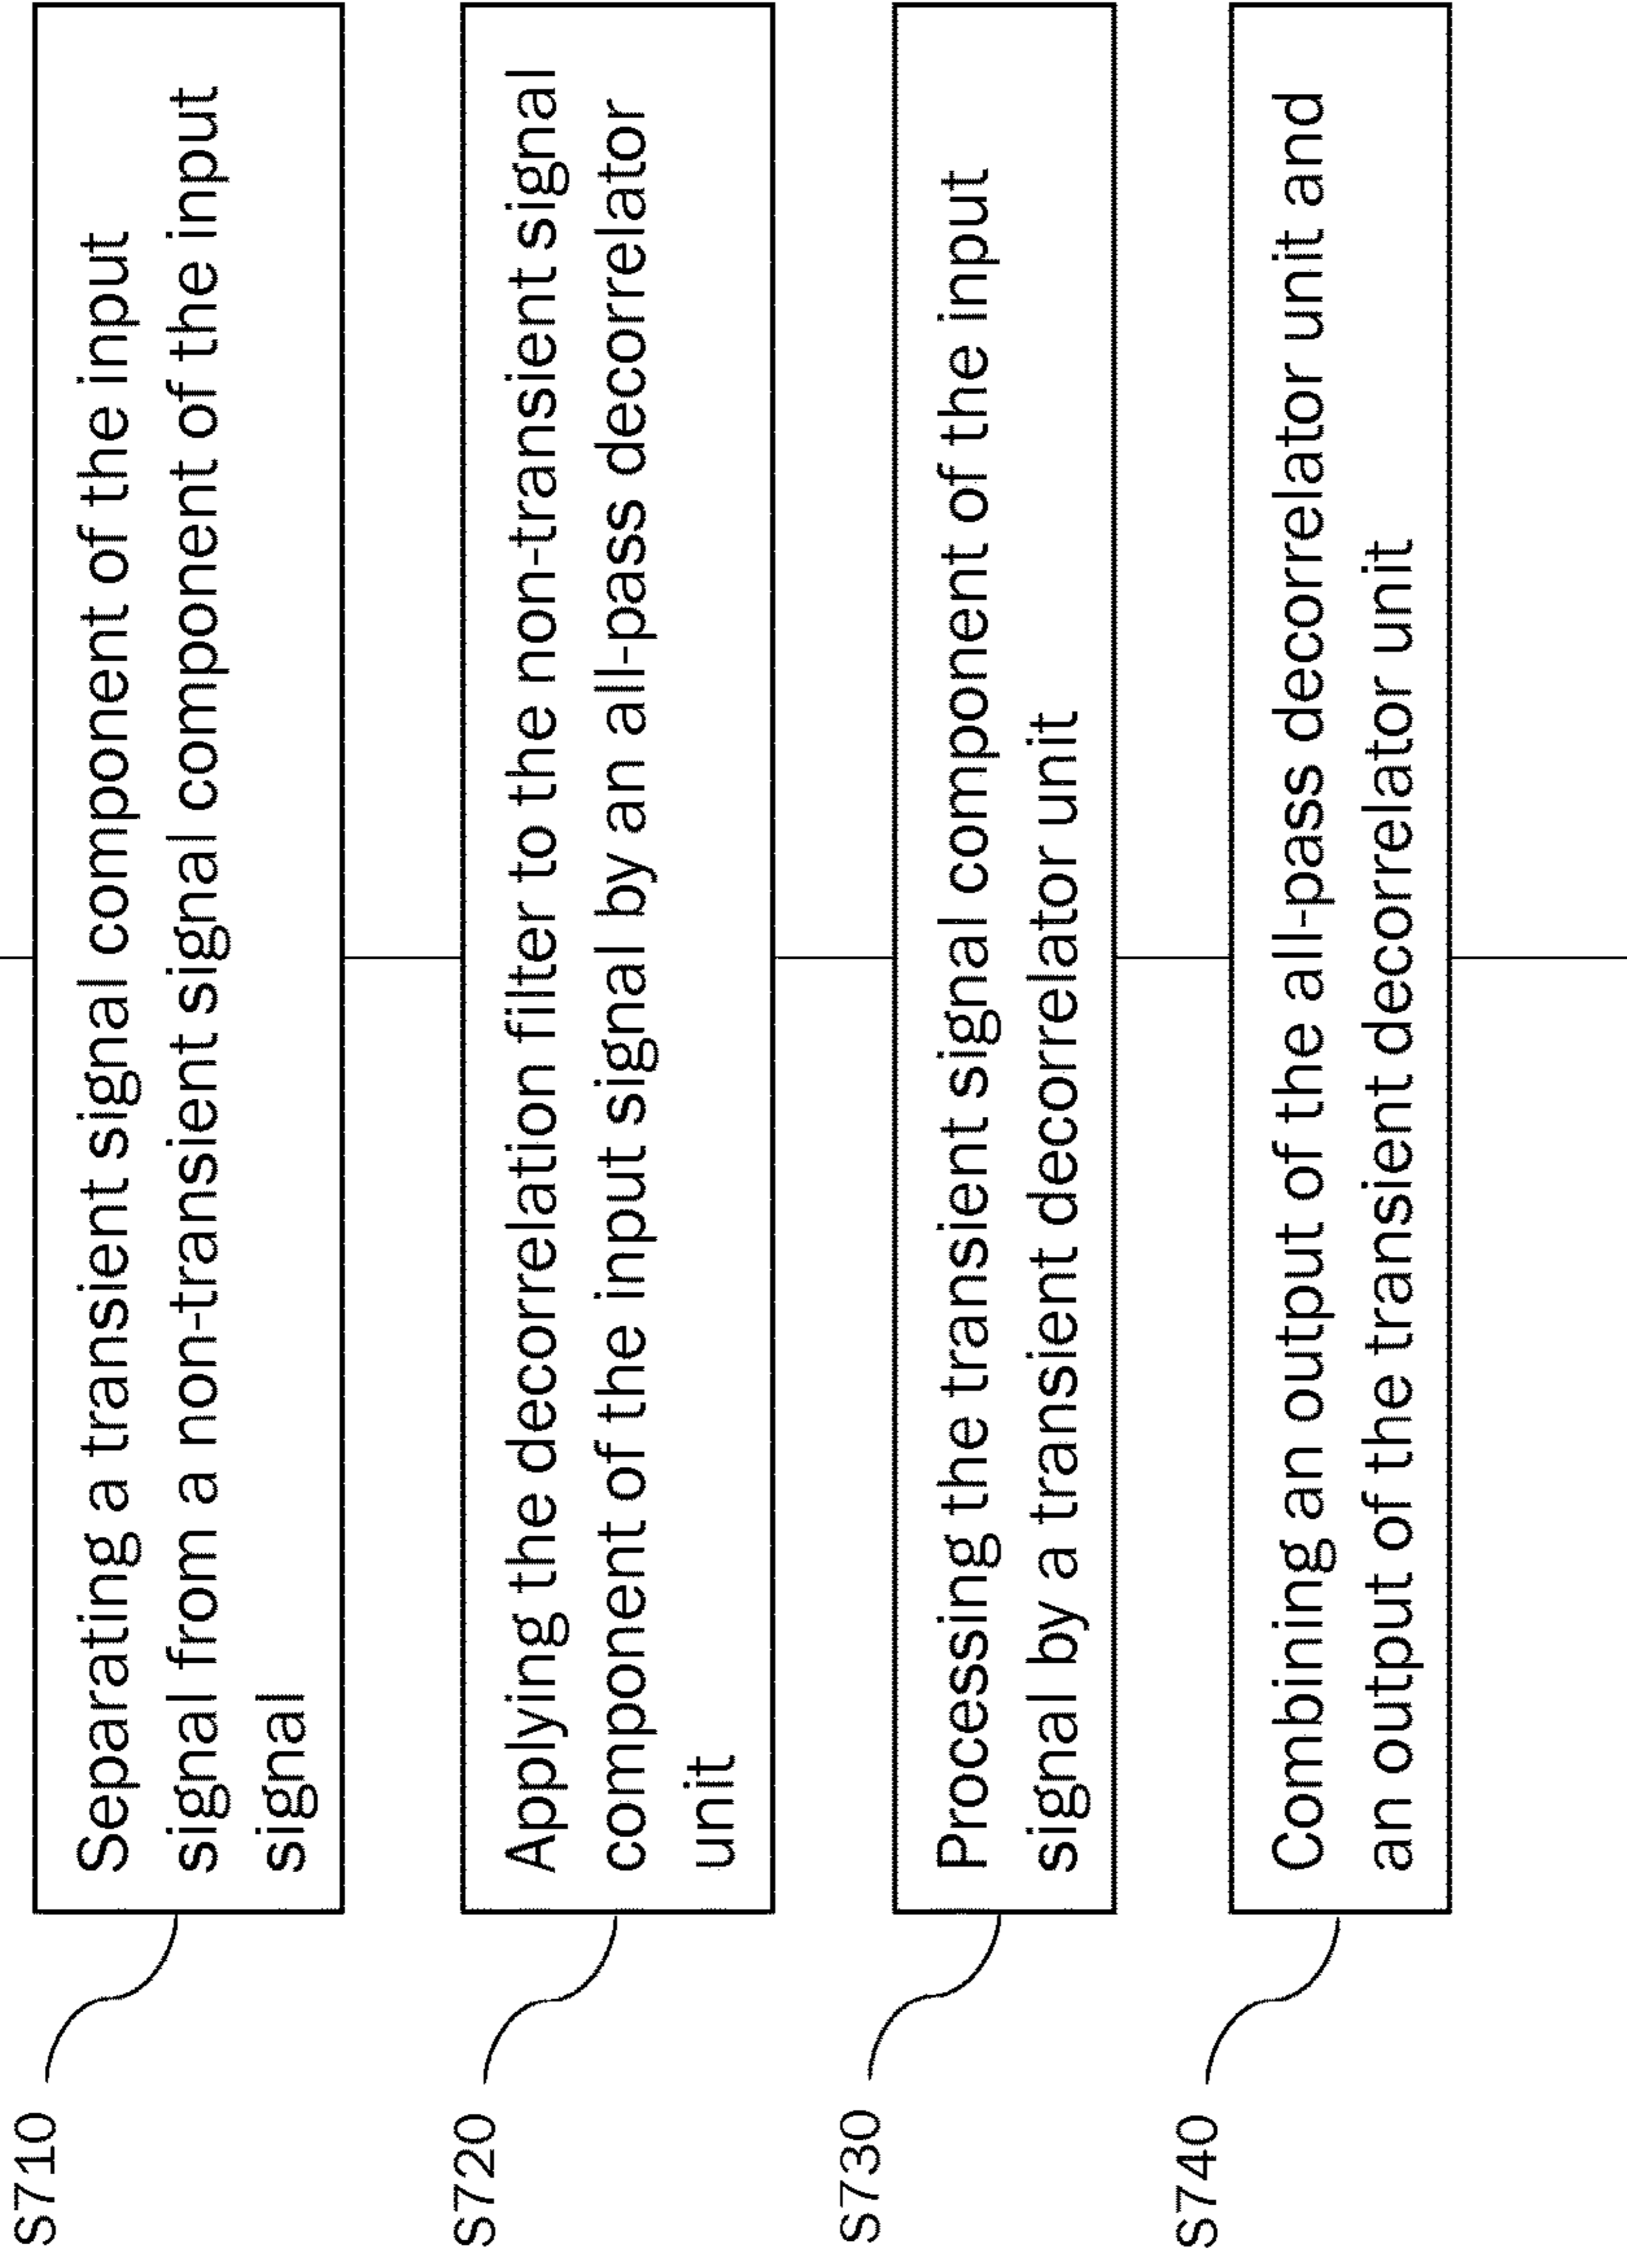 S710
Separating a transient signal component of the input
signal from a non-transient signal component of the input
signal
S720
Applying the decorrelation filter to the non-transient signal
component of the input signal by an all-pass decorrelator
unit
S730
Processing the transient signal component of the input
signal by a transient decorrelator unit
S740
Combining an output of the all-pass decorrelator unit and
an output of the transient decorrelator unit